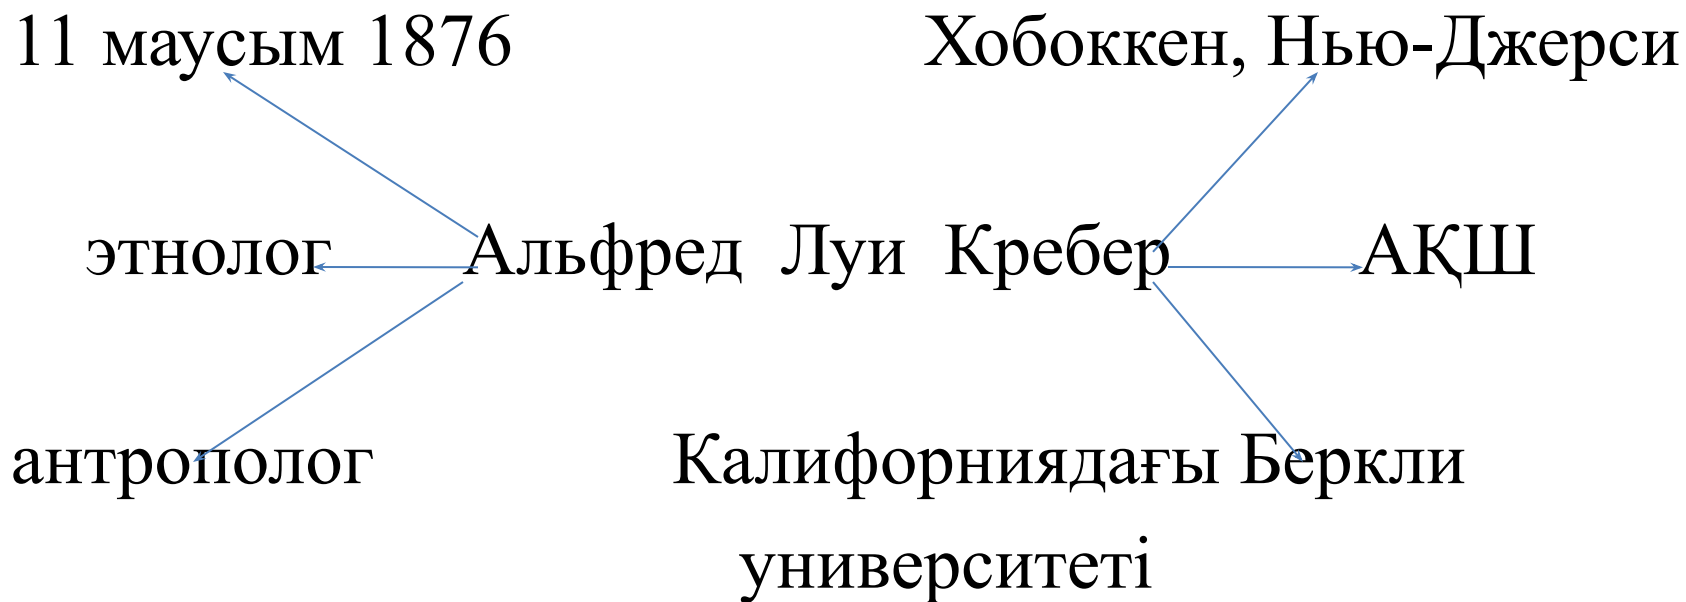 11 маусым 1876 Хобоккен, Нью-Джерси
этнолог Альфред Луи Кребер АҚШ
антрополог Калифорниядағы Беркли
университеті